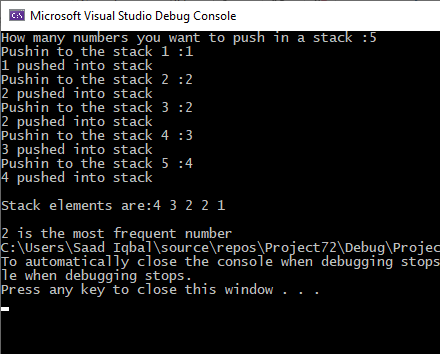 Microsoft Visual Studio Debug Console
How many numbers you want to push in a stack :5
Pushin to the stack 1 :1
1 pushed into stack
Pushin to the stack 2 :2
2 pushed into stack
Pushin to the stack 3 :2
2 pushed into stack
Pushin to the stack 4 :3
3 pushed into stack
Pushin to the stack 5 :4
4 pushed into stack
Stack elements are:4 3 2 2 1
2 is the most frequent number
C:\Users\Saad Iqbal\source\repos\Project72\Debug\Projec
To automatically close the console when debugging stops
le when debugging stops.
Press any key to close this window . . .